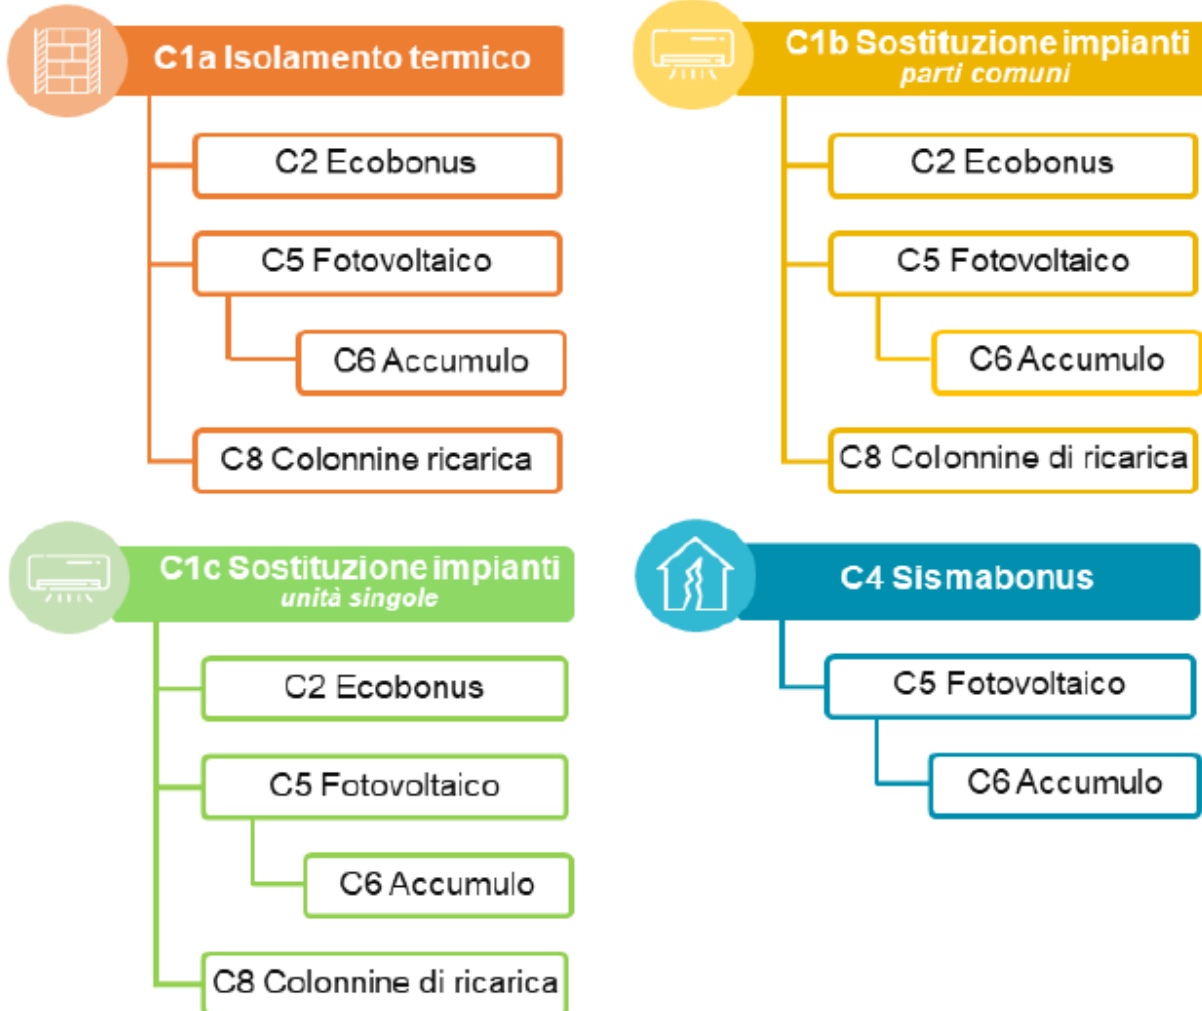 C1a Isolamento termico
C2 Ecobonus
C5 Fotovoltaico
C6 Accumulo
C8 Colonnine ricarica
C1b Sostituzione impianti
parti comuni
C2 Ecobonus
C5 Fotovoltaico
C6 Accumulo
C8 Colonnine di ricarica
C1c Sostituzione impianti
unità singole
C2 Ecobonus
C5 Fotovoltaico
C6 Accumulo
C8 Colonnine di ricarica
C4 Sismabonus
C5 Fotovoltaico
C6 Accumulo